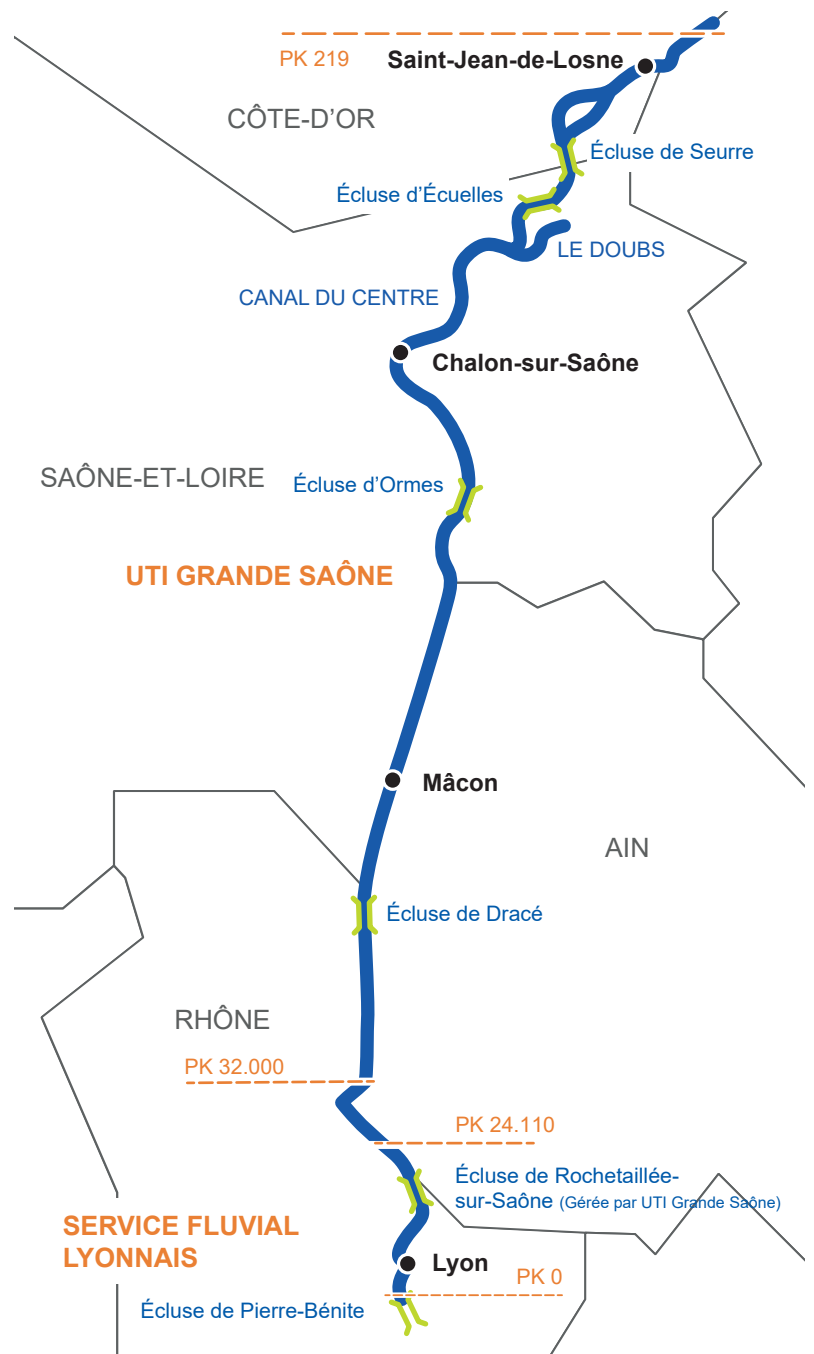 PK 219
Saint-Jean-de-Losne
CÔTE-D'OR
Écluse de Seurre
Écluse d'Écuelles
LE DOUBS
CANAL DU CENTRE
Chalon-sur-Saône
SAÔNE-ET-LOIRE
Écluse d'Ormes
UTI GRANDE SAÔNE
Mâcon
AIN
Écluse de Dracé
RHÔNE
PK 32.000
PK 24.110
Écluse de Rochetaillée-
sur-Saône (Gérée par UTI Grande Saône)
SERVICE FLUVIAL
LYONNAIS
Lyon
PK 0
Écluse de Pierre-Bénite